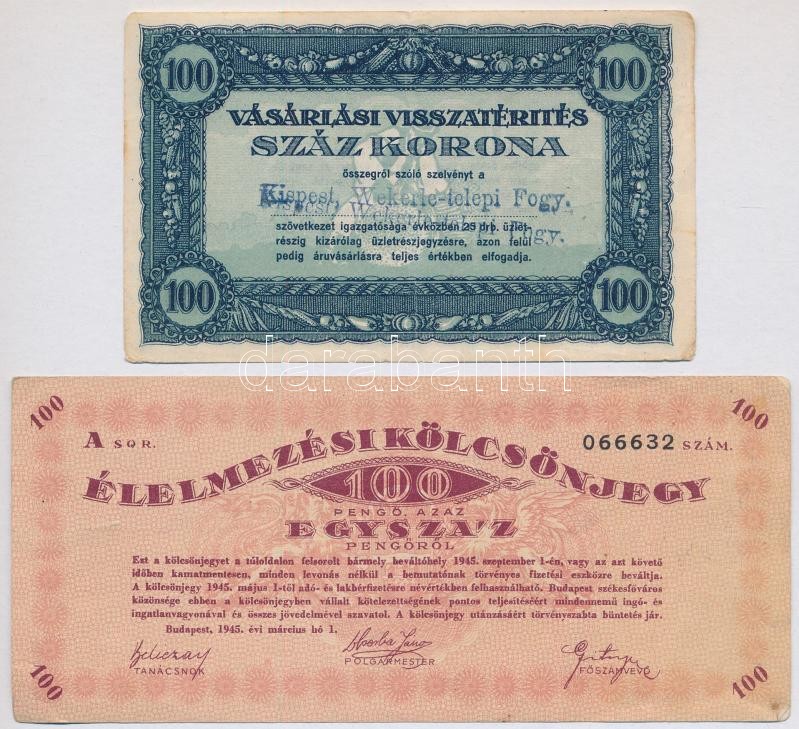 100 100
VÁSÁRLÁSI VISSZATÉRITÉS
SZÁZ KORONA
összegről szóló szelvényt a
Kispest, Wekerle-telepi Fogy.
szövetkezet igazgatósága évközben 25 drb. üzlet-
részig kizárólag üzletrészjegyzésre, azon felül
pedig áruvásárlásra teljes értékben elfogadja.
100 100
darabanth
100 100
A SOR. 066632 SZÁM.
ÉLELMEZÉSI KÖLCSÖNJEGY
100
PENGŐ, AZAZ
EGYSZÁZ
PENGŐRŐL
Ezt a kölcsönjegyet a túloldalon felsorolt bármely beváltóhely 1945. szeptember 1-én, vagy az azt követő
időben kamatmentesen, minden levonás nélkül a bemutatónak törvényes fizetési eszközre beváltja.
A kölcsönjegy 1945. május 1-től adó- és lakbérfizetésre névértékben felhasználható. Budapest székesfőváros
közönsége ebben a kölcsönjegyben vállalt kötelezettségének pontos teljesítéséért mindennemű ingó- és
ingatlanvagyonával és összes jövedelmével szavatol. A kölcsönjegy utánzásáért törvényszabta büntetés jár.
Budapest, 1945. évi március hó 1.
TANÁCSNOK POLGÁRMESTER FŐSZÁMVEVŐ
100 100